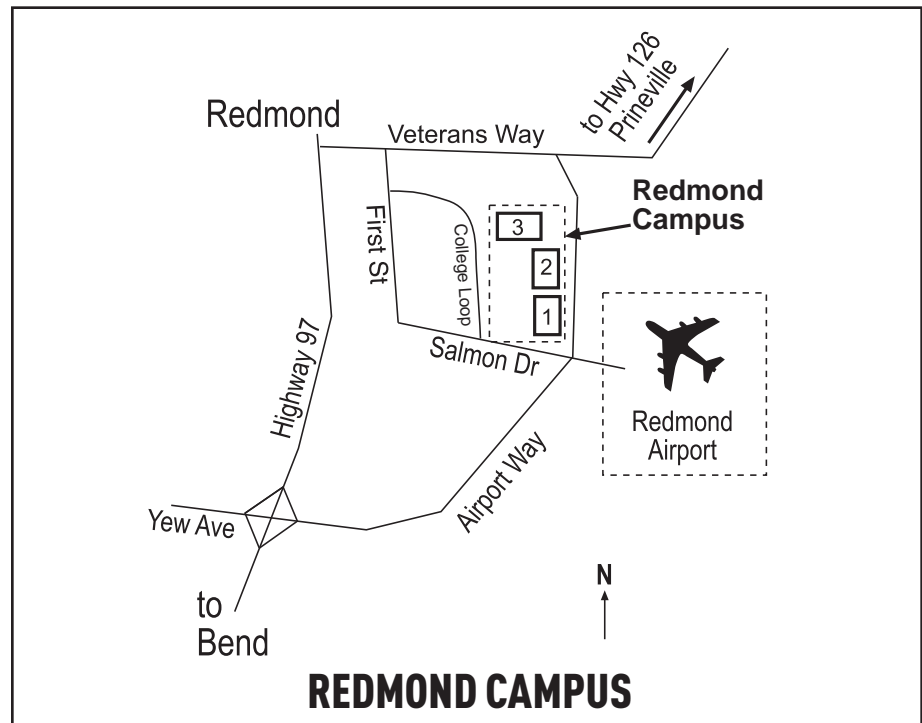 to Hwy 126
Prineville
Redmond
Veterans Way
Redmond
Campus
3
First St
College Loop
2
1
Salmon Dr
Highway 97
Redmond
Airport
Airport Way
Yew Ave
N
to
Bend
REDMOND CAMPUS